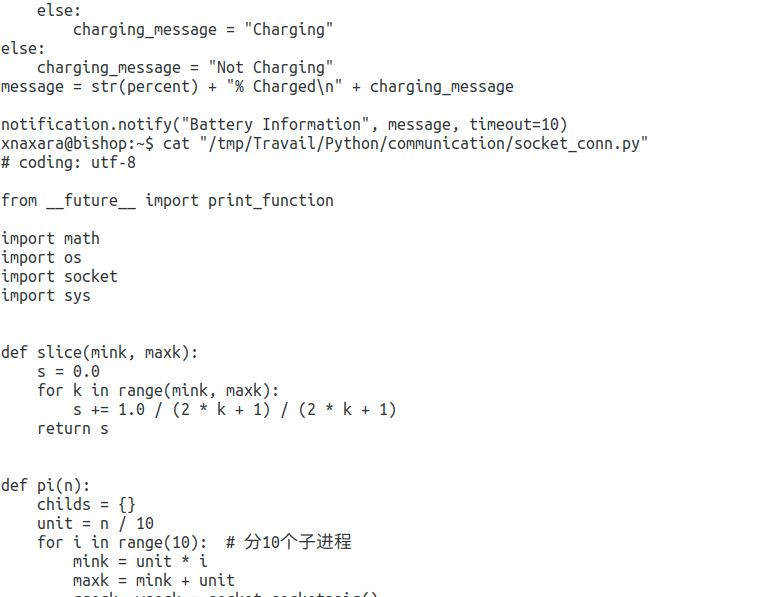 else:
        charging_message = "Charging"
else:
    charging_message = "Not Charging"
message = str(percent) + "% Charged\n" + charging_message

notification.notify("Battery Information", message, timeout=10)
xnaxara@bishop:~$ cat "/tmp/Travail/Python/communication/socket_conn.py"
# coding: utf-8

from __future__ import print_function

import math
import os
import socket
import sys


def slice(mink, maxk):
    s = 0.0
    for k in range(mink, maxk):
        s += 1.0 / (2 * k + 1) / (2 * k + 1)
    return s


def pi(n):
    childs = {}
    unit = n / 10
    for i in range(10):  # 分10个子进程
        mink = unit * i
        maxk = mink + unit